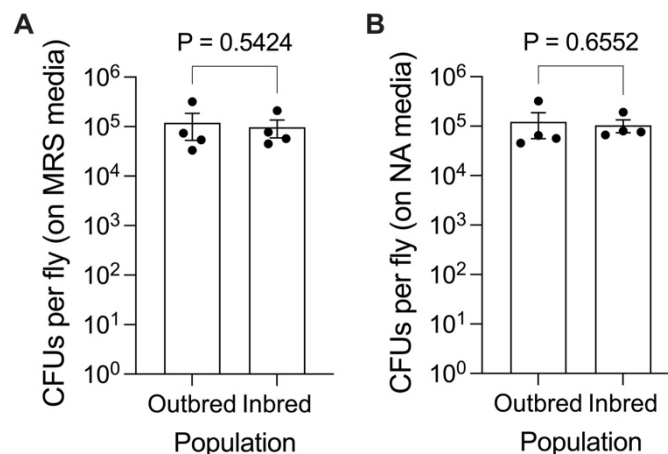 A
P = 0.5424
CFUs per fly (on MRS media)
10⁶
10⁵
10⁴
10³
10²
10¹
10⁰
Outbred Inbred
Population
B
P = 0.6552
CFUs per fly (on NA media)
10⁶
10⁵
10⁴
10³
10²
10¹
10⁰
Outbred Inbred
Population